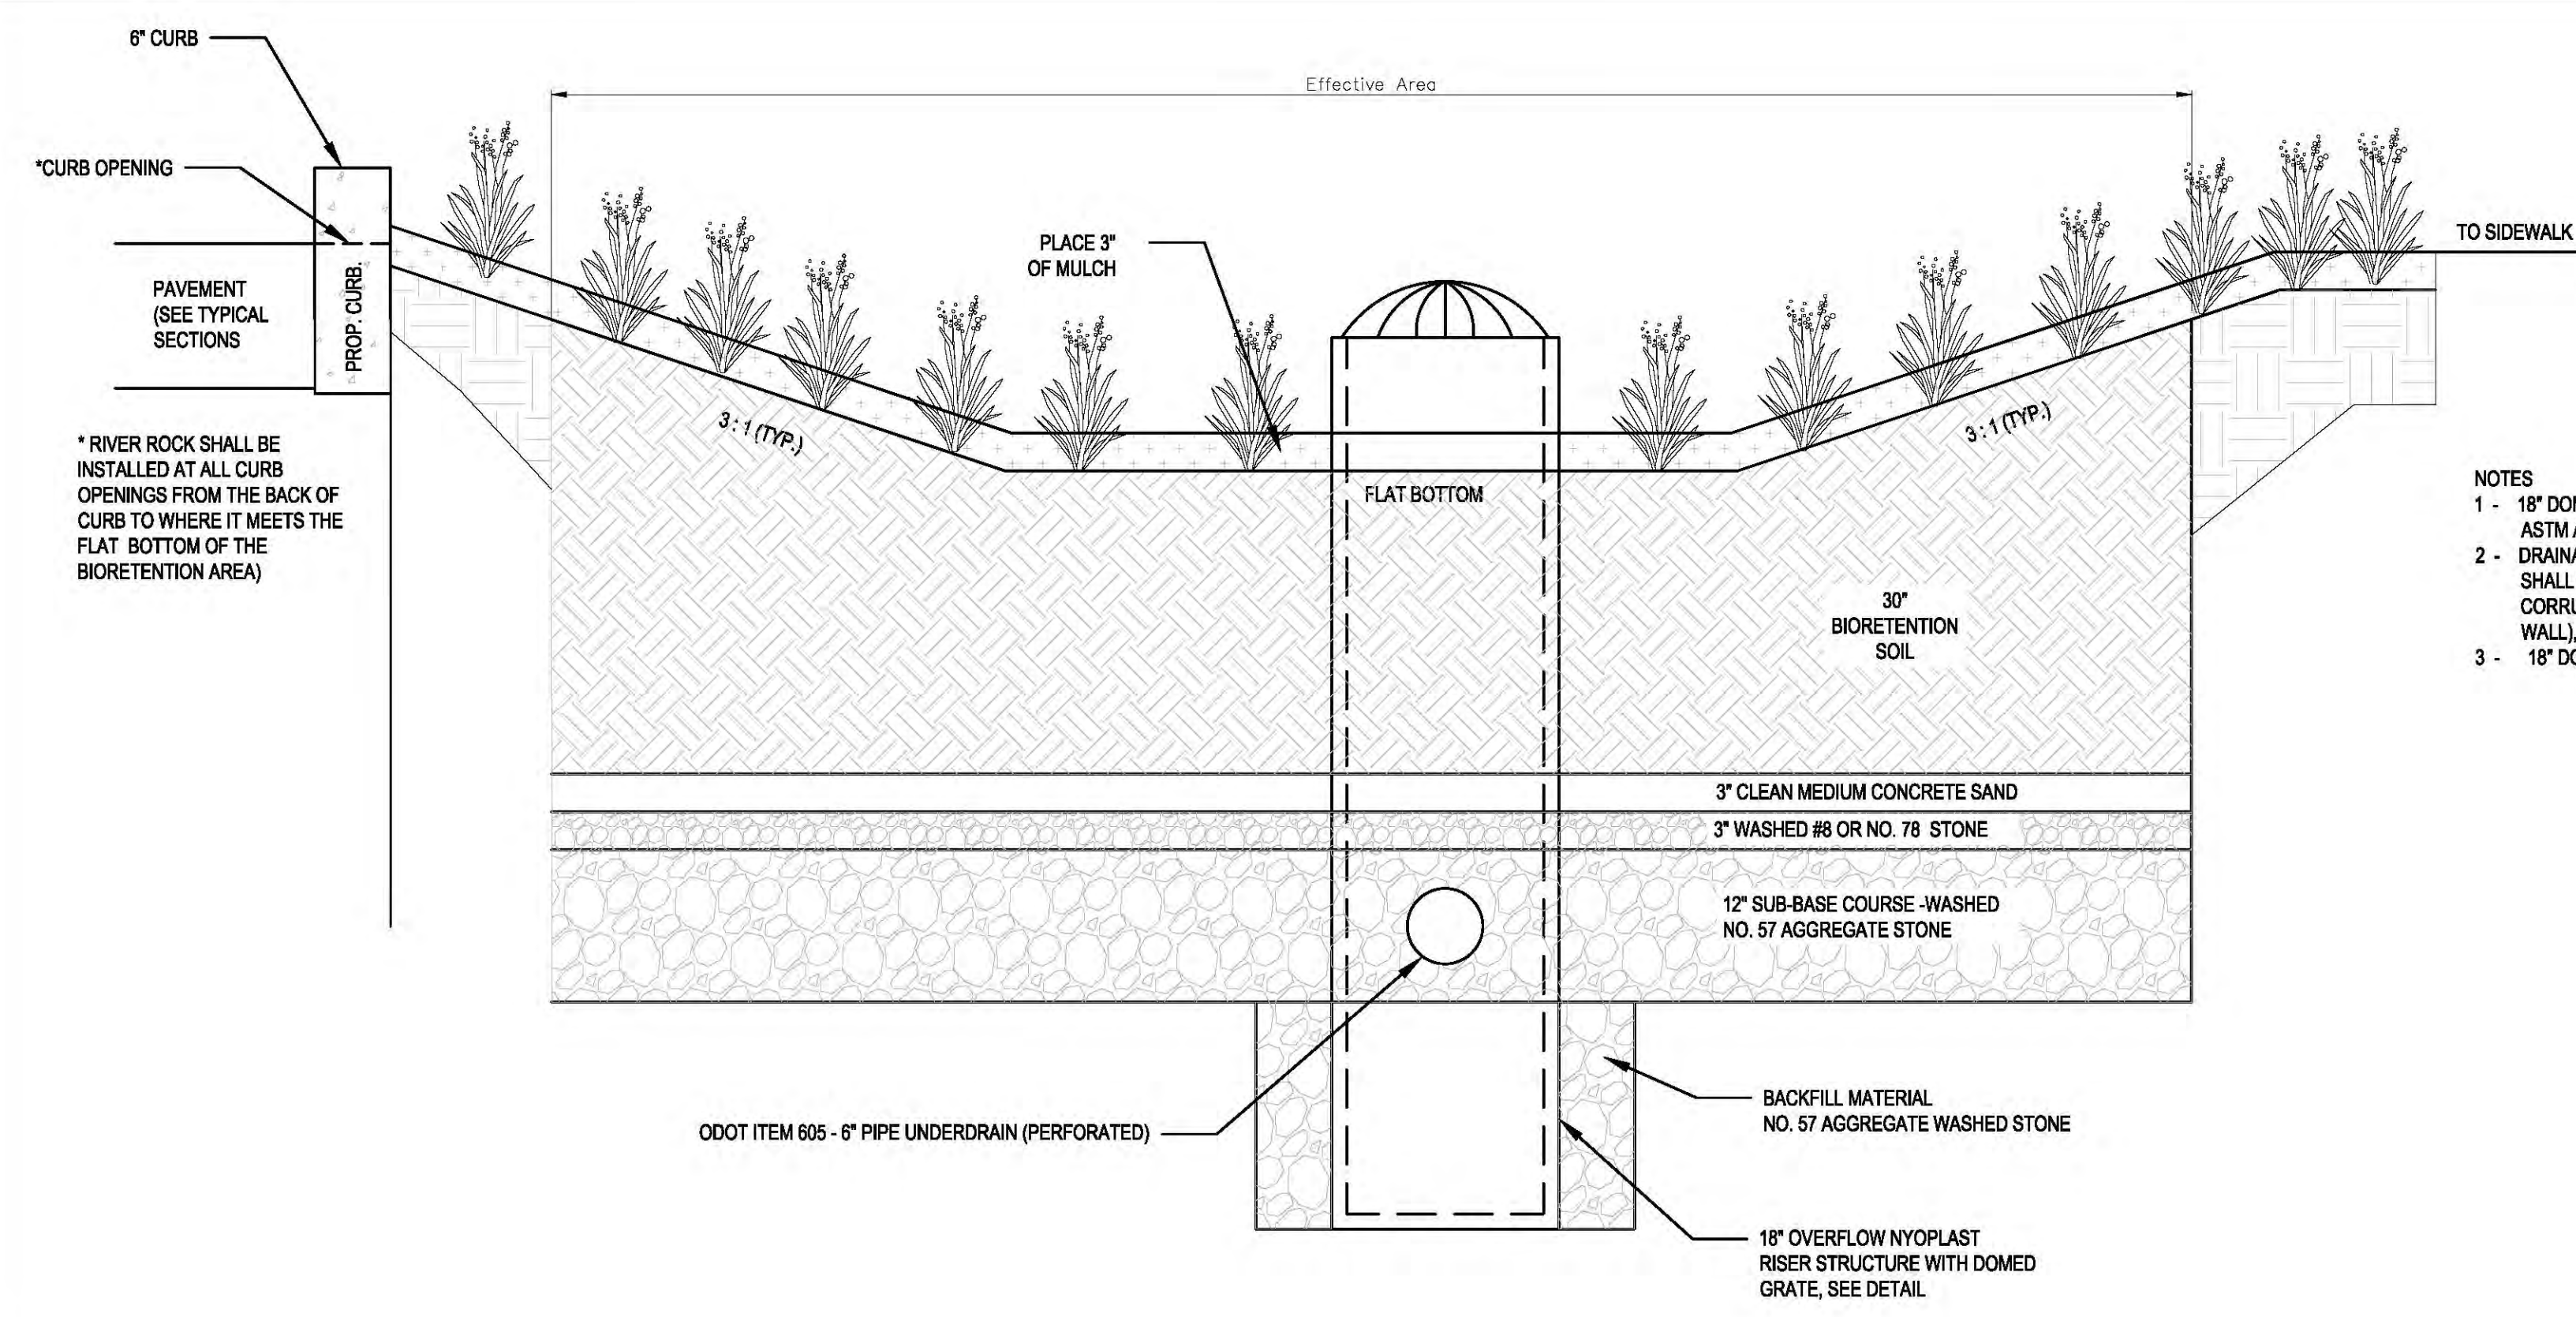 6" CURB
Effective Area
*CURB OPENING
PLACE 3"
OF MULCH
TO SIDEWALK
PAVEMENT
(SEE TYPICAL
SECTIONS
PROP. CURB.
3 : 1 (TYP.)
3 : 1 (TYP.)
* RIVER ROCK SHALL BE
INSTALLED AT ALL CURB
OPENINGS FROM THE BACK OF
CURB TO WHERE IT MEETS THE
FLAT BOTTOM OF THE
BIORETENTION AREA)
FLAT BOTTOM
NOTES
1 - 18" DO
ASTM
2 -
SHALL
WALL),
3 - 18"
30"
BIORETENTION
SOIL
3" CLEAN MEDIUM CONCRETE SAND
3" WASHED #8 OR NO. 78 STONE
12" SUB-BASE COURSE -WASHED
NO. 57 AGGREGATE STONE
ODOT ITEM 605 - 6" PIPE UNDERDRAIN (PERFORATED)
BACKFILL MATERIAL
NO. 57 AGGREGATE WASHED STONE
18" OVERFLOW NYOPLAST
RISER STRUCTURE WITH DOMED
GRATE, SEE DETAIL